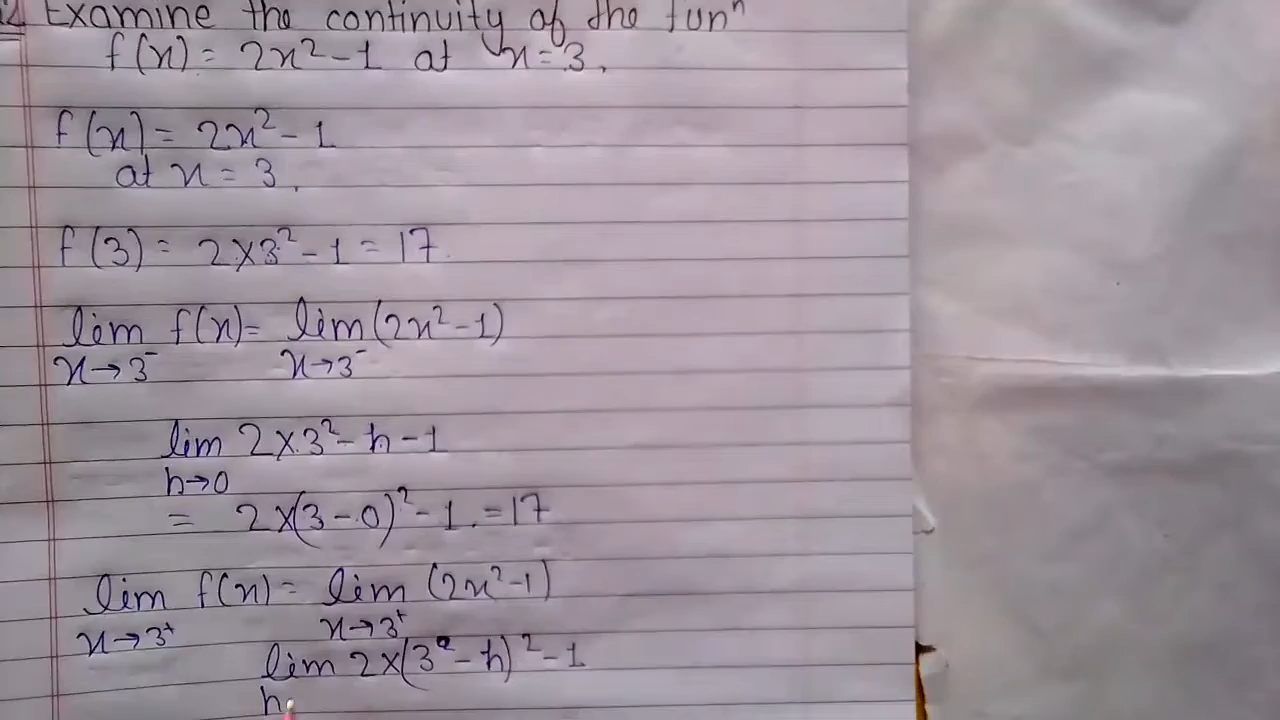 Examine the continuity of the funⁿ
f(x) = 2x² - 1 at x = 3.
f(x) = 2x² - 1
at x = 3.
f(3) = 2×3² - 1 = 17.
lim f(x) = lim (2x² - 1)
x→3⁻ x→3⁻
lim 2×3² - h - 1
h→0
= 2×(3 - 0)² - 1. = 17
lim f(x) = lim (2x² - 1)
x→3⁺ x→3⁺
lim 2×(3 - h)² - 1
h